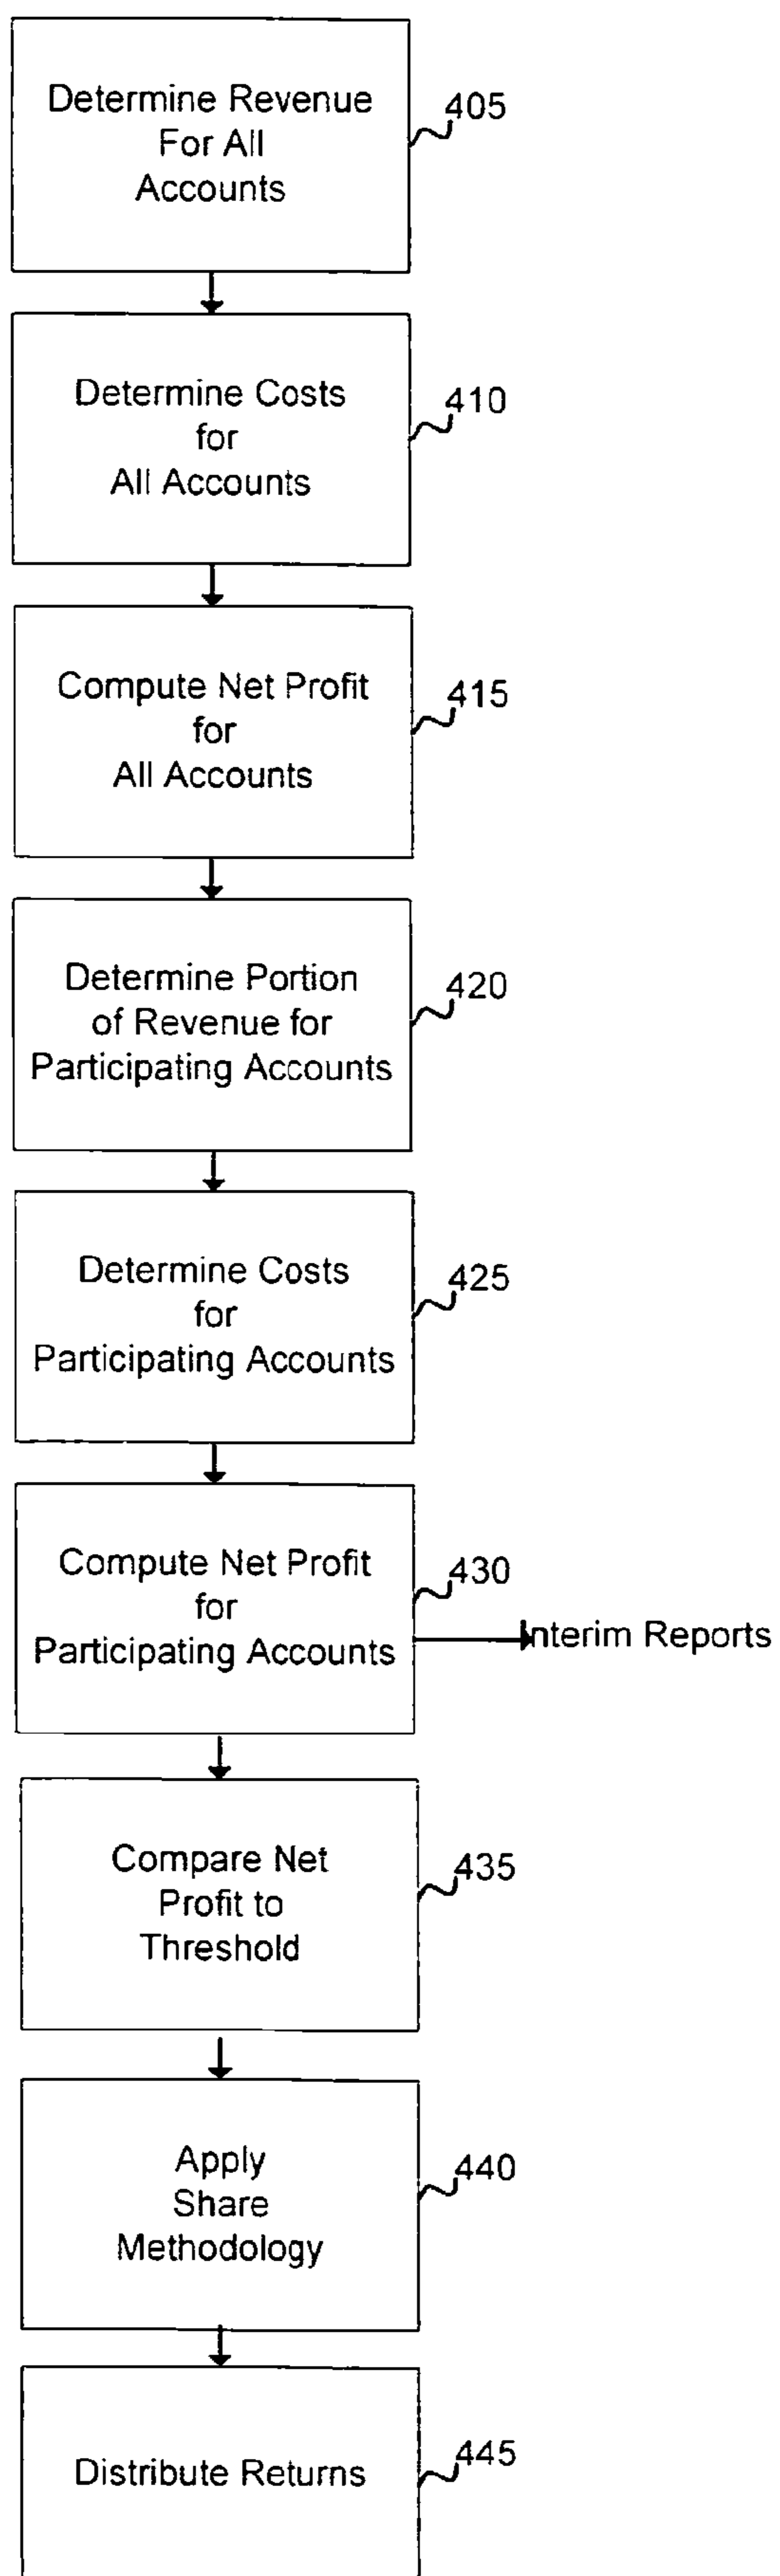 Determine Revenue
For All
Accounts
405
Determine Costs
for
All Accounts
410
Compute Net Profit
for
All Accounts
415
Determine Portion
of Revenue for
Participating Accounts
420
Determine Costs
for
Participating Accounts
425
Compute Net Profit
for
Participating Accounts
430
Interim Reports
Compare Net
Profit to
Threshold
435
Apply
Share
Methodology
440
Distribute Returns
445